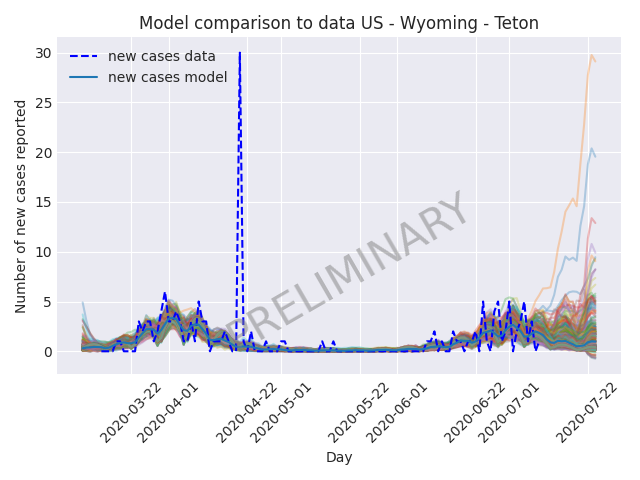 Model comparison to data US - Wyoming - Teton
new cases data
new cases model
Number of new cases reported
30
25
20
15
10
5
0
PRELIMINARY
2020-03-22
2020-04-01
2020-04-22
2020-05-01
2020-05-22
2020-06-01
2020-06-22
2020-07-01
2020-07-22
Day